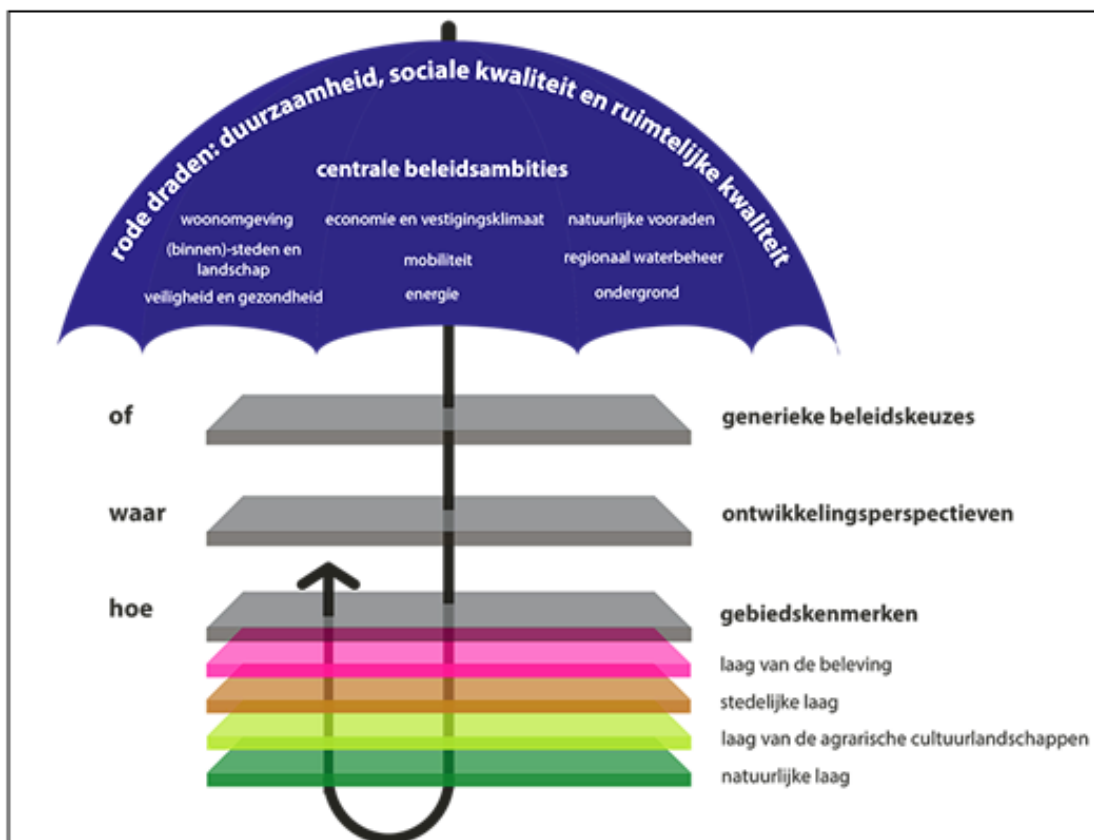 rode draden: duurzaamheid, sociale kwaliteit en ruimtelijke kwaliteit
centrale beleidsambities
woonomgeving
economie en vestigingsklimaat
natuurlijke vooraden
(binnen)-steden en
landschap
mobiliteit
regionaal waterbeheer
veiligheid en gezondheid
energie
ondergrond
of
generieke beleidskeuzes
waar
ontwikkelingsperspectieven
hoe
gebiedskenmerken
laag van de beleving
stedelijke laag
laag van de agrarische cultuurlandschappen
natuurlijke laag